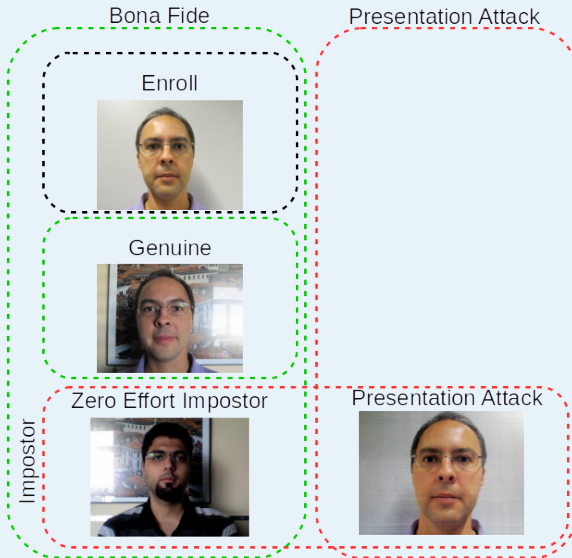 Bona Fide
Presentation Attack
Enroll
Genuine
Zero Effort Impostor
Presentation Attack
Impostor